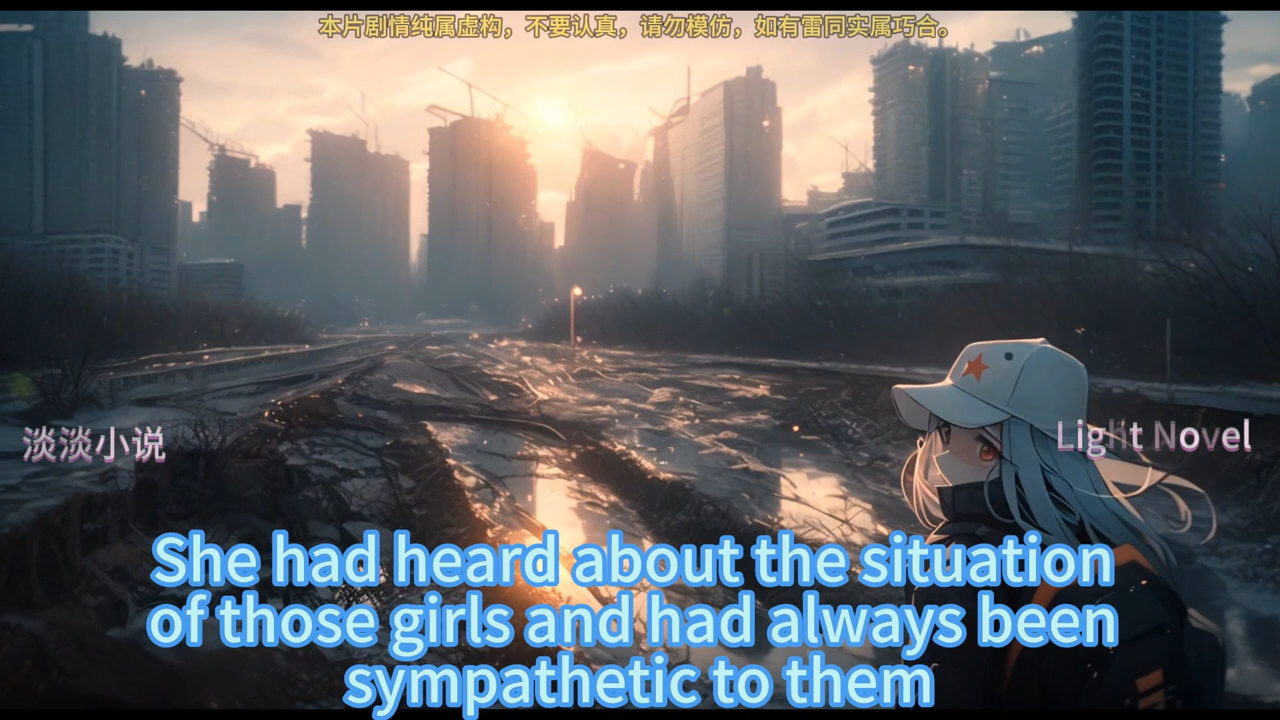 本片剧情纯属虚构，不要认真，请勿模仿，如有雷同实属巧合。
淡淡小说
Light Novel
She had heard about the situation
of those girls and had always been
sympathetic to them